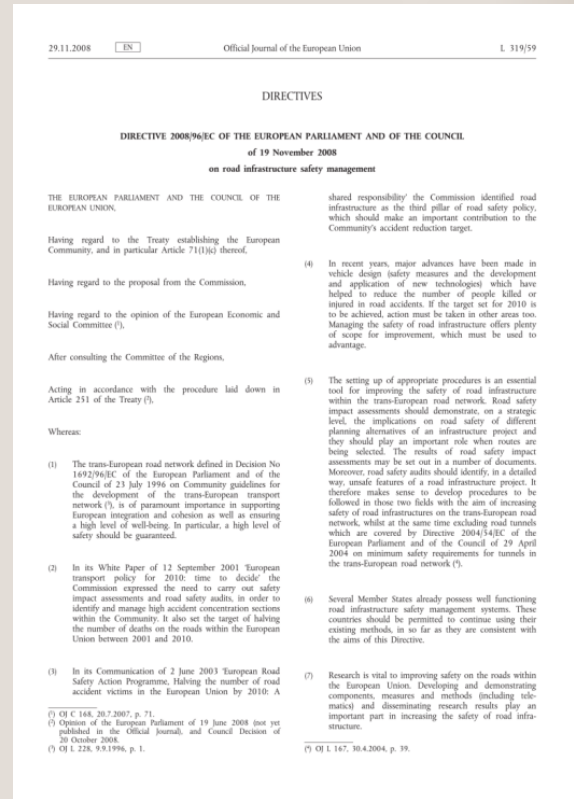 29.11.2008
EN
Official Journal of the European Union
L 319/59
DIRECTIVES
DIRECTIVE 2008/96/EC OF THE EUROPEAN PARLIAMENT AND OF THE COUNCIL
of 19 November 2008
on road infrastructure safety management
THE EUROPEAN PARLIAMENT AND THE COUNCIL OF THE
EUROPEAN UNION,
Having regard to the Treaty establishing the European
Community, and in particular Article 71(1)(c) thereof,
Having regard to the proposal from the Commission,
Having regard to the opinion of the European Economic and
Social Committee (1),
After consulting the Committee of the Regions,
Acting in accordance with the procedure laid down in
Article 251 of the Treaty (2),
Whereas:
(1) The trans-European road network defined in Decision No
1692/96/EC of the European Parliament and of the
Council of 23 July 1996 on Community guidelines for
the development of the trans-European transport
network (3), is of paramount importance in supporting
European integration and cohesion as well as ensuring
a high level of well-being. In particular, a high level of
safety should be guaranteed.
(2) In its White Paper of 12 September 2001 ‘European
transport policy for 2010: time to decide’ the
Commission expressed the need to carry out safety
impact assessments and road safety audits, in order to
identify and manage high accident concentration sections
within the Community. It also set the target of halving
the number of deaths on the roads within the European
Union between 2001 and 2010.
(3) In its Communication of 2 June 2003 ‘European Road
Safety Action Programme, Halving the number of road
accident victims in the European Union by 2010: A
(1) OJ C 168, 20.7.2007, p. 71.
(2) Opinion of the European Parliament of 19 June 2008 (not yet
published in the Official Journal), and Council Decision of
20 October 2008.
(3) OJ L 228, 9.9.1996, p. 1.
shared responsibility’ the Commission identified road
infrastructure as the third pillar of road safety policy,
which should make an important contribution to the
Community’s accident reduction target.
(4) In recent years, major advances have been made in
vehicle design (safety measures and the development
and application of new technologies) which have
helped to reduce the number of people killed or
injured in road accidents. If the target set for 2010 is
to be achieved, action must be taken in other areas too.
Managing the safety of road infrastructure offers plenty
of scope for improvement, which must be used to
advantage.
(5) The setting up of appropriate procedures is an essential
tool for improving the safety of road infrastructure
within the trans-European road network. Road safety
impact assessments should demonstrate, on a strategic
level, the implications on road safety of different
planning alternatives of an infrastructure project and
they should play an important role when routes are
being selected. The results of road safety impact
assessments may be set out in a number of documents.
Moreover, road safety audits should identify, in a detailed
way, unsafe features of a road infrastructure project. It
therefore makes sense to develop procedures to be
followed in those two fields with the aim of increasing
safety of road infrastructures on the trans-European road
network, whilst at the same time excluding road tunnels
which are covered by Directive 2004/54/EC of the
European Parliament and of the Council of 29 April
2004 on minimum safety requirements for tunnels in
the trans-European road network (4).
(6) Several Member States already possess well functioning
road infrastructure safety management systems. These
countries should be permitted to continue using their
existing methods, in so far as they are consistent with
the aims of this Directive.
(7) Research is vital to improving safety on the roads within
the European Union. Developing and demonstrating
components, measures and methods (including tele-
matics) and disseminating research results play an
important part in increasing the safety of road infra-
structure.
(4) OJ L 167, 30.4.2004, p. 39.